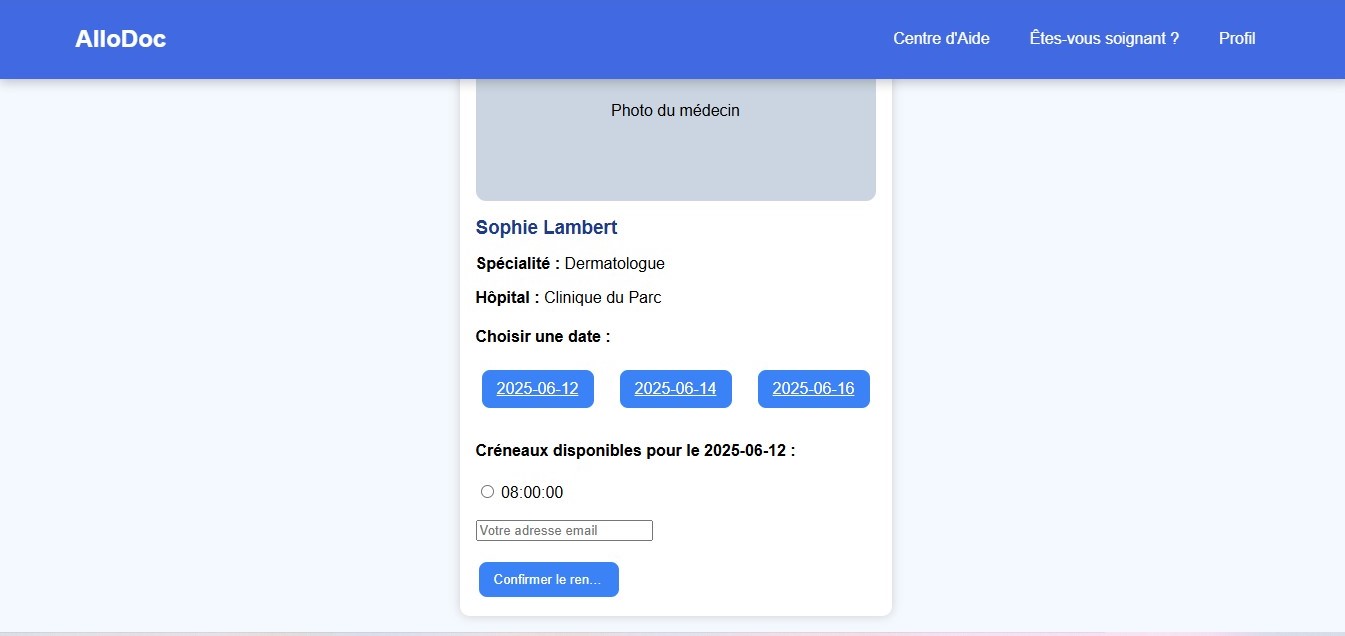 AlloDoc
Centre d'Aide
Êtes-vous soignant ?
Profil
Photo du médecin
Sophie Lambert
Spécialité : Dermatologue
Hôpital : Clinique du Parc
Choisir une date :
2025-06-12
2025-06-14
2025-06-16
Créneaux disponibles pour le 2025-06-12 :
08:00:00
Votre adresse email
Confirmer le ren...